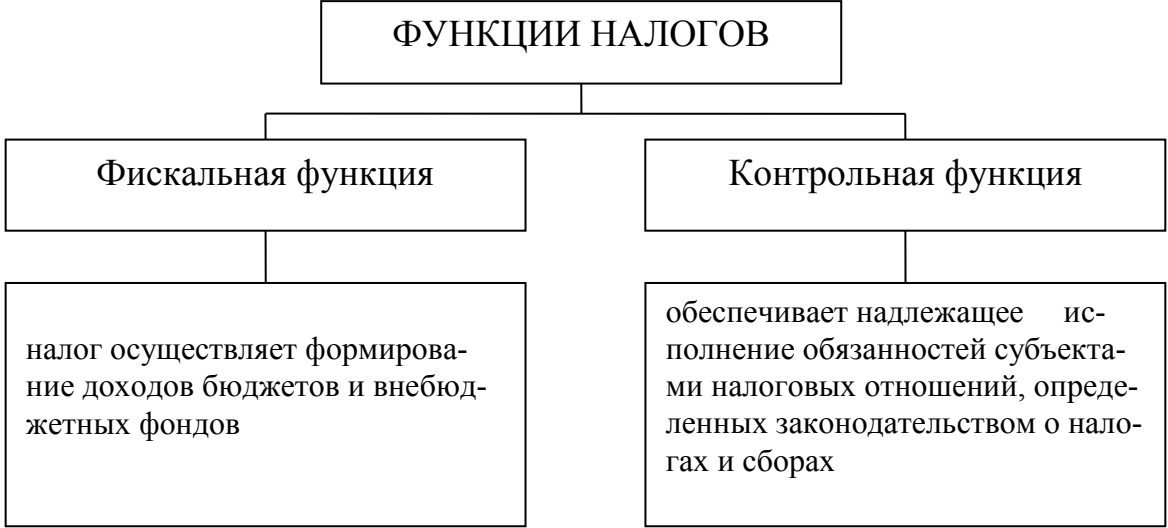 ФУНКЦИИ НАЛОГОВ
Фискальная функция
Контрольная функция
налог осуществляет формирова-
ние доходов бюджетов и внебюд-
жетных фондов
обеспечивает надлежащее ис-
полнение обязанностей субъекта-
ми налоговых отношений, опреде-
ленных законодательством о нало-
гах и сборах